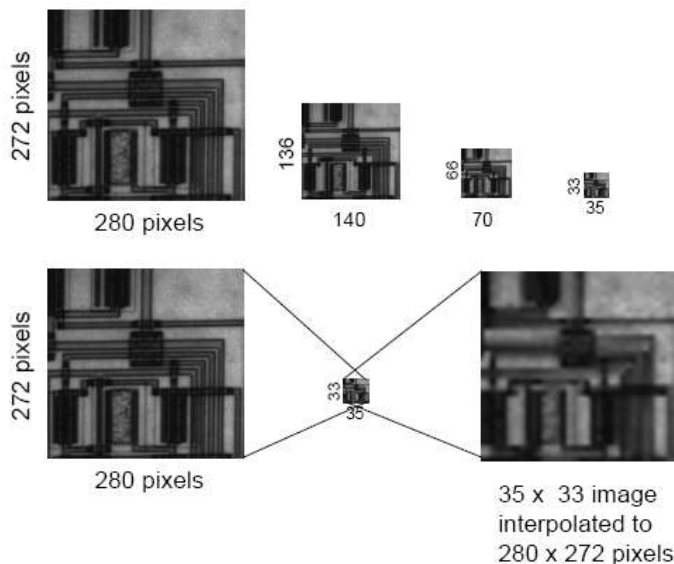 272 pixels
280 pixels
136
140
66
70
33
35
272 pixels
280 pixels
33
35
35 x 33 image
interpolated to
280 x 272 pixels